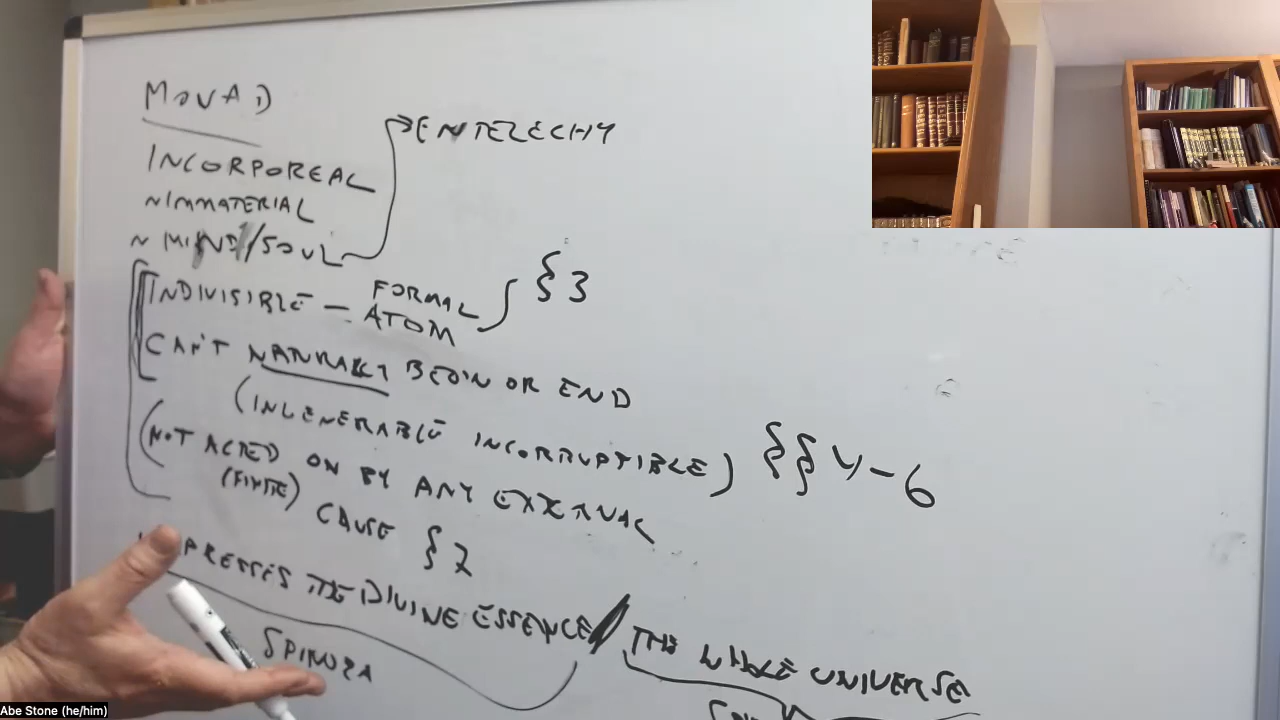 MONAD
ENTELECHY
INCORPOREAL
~IMMATERIAL
~ MIND/SOUL
INDIVISIBLE — FORMAL ATOM
§3
CAN'T NATURALLY BEGIN OR END
(INGENERABLE INCORRUPTIBLE)
§§4-6
(NOT ACTED ON BY ANY EXTERNAL
(FINITE) CAUSE §7
EXPRESSES THE DIVINE ESSENCE/ THE WHOLE UNIVERSE
SPINOZA
Abe Stone (he/him)